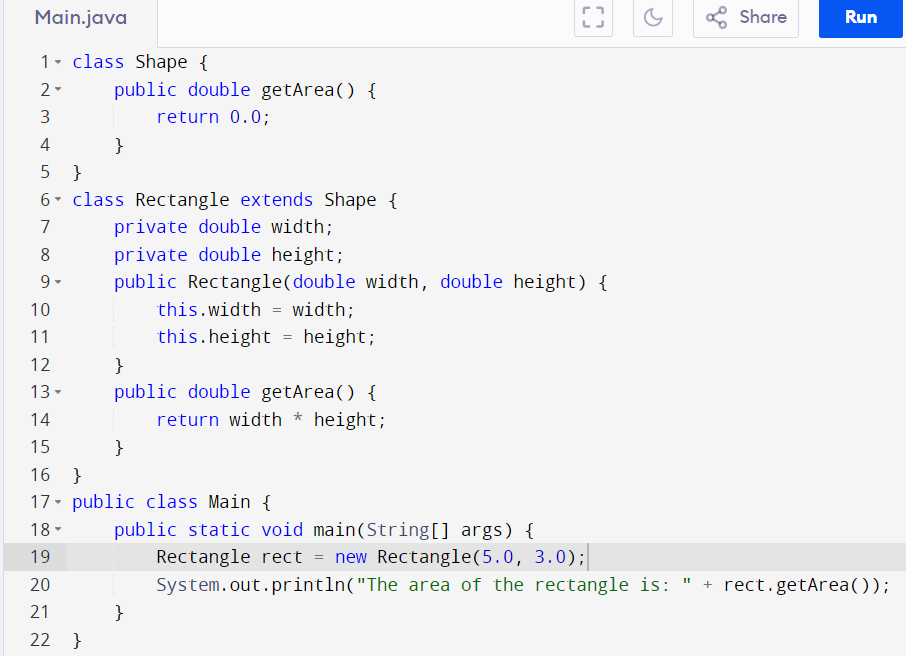 Main.java Share Run
1 class Shape {
2     public double getArea() {
3         return 0.0;
4     }
5 }
6 class Rectangle extends Shape {
7     private double width;
8     private double height;
9     public Rectangle(double width, double height) {
10         this.width = width;
11         this.height = height;
12     }
13     public double getArea() {
14         return width * height;
15     }
16 }
17 public class Main {
18     public static void main(String[] args) {
19         Rectangle rect = new Rectangle(5.0, 3.0);
20         System.out.println("The area of the rectangle is: " + rect.getArea());
21     }
22 }